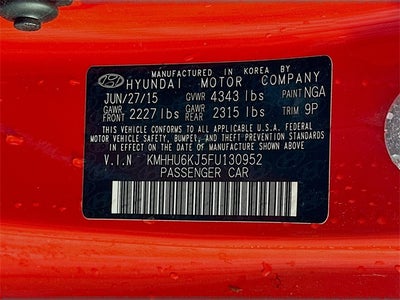 MANUFACTURED IN KOREA BY
HYUNDAI MOTOR COMPANY
JUN/27/15 GVWR 4343 lbs PAINT NGA
GAWR FRONT 2227 lbs GAWR REAR 2315 lbs TRIM 9P
THIS VEHICLE CONFORMS TO ALL APPLICABLE FEDERAL
MOTOR VEHICLE SAFETY, BUMPER, AND THEFT PREVENTION STANDARDS
IN EFFECT ON THE DATE OF MANUFACTURE SHOWN ABOVE.
V.I.N KMHHU6KJ5FU130952
PASSENGER CAR